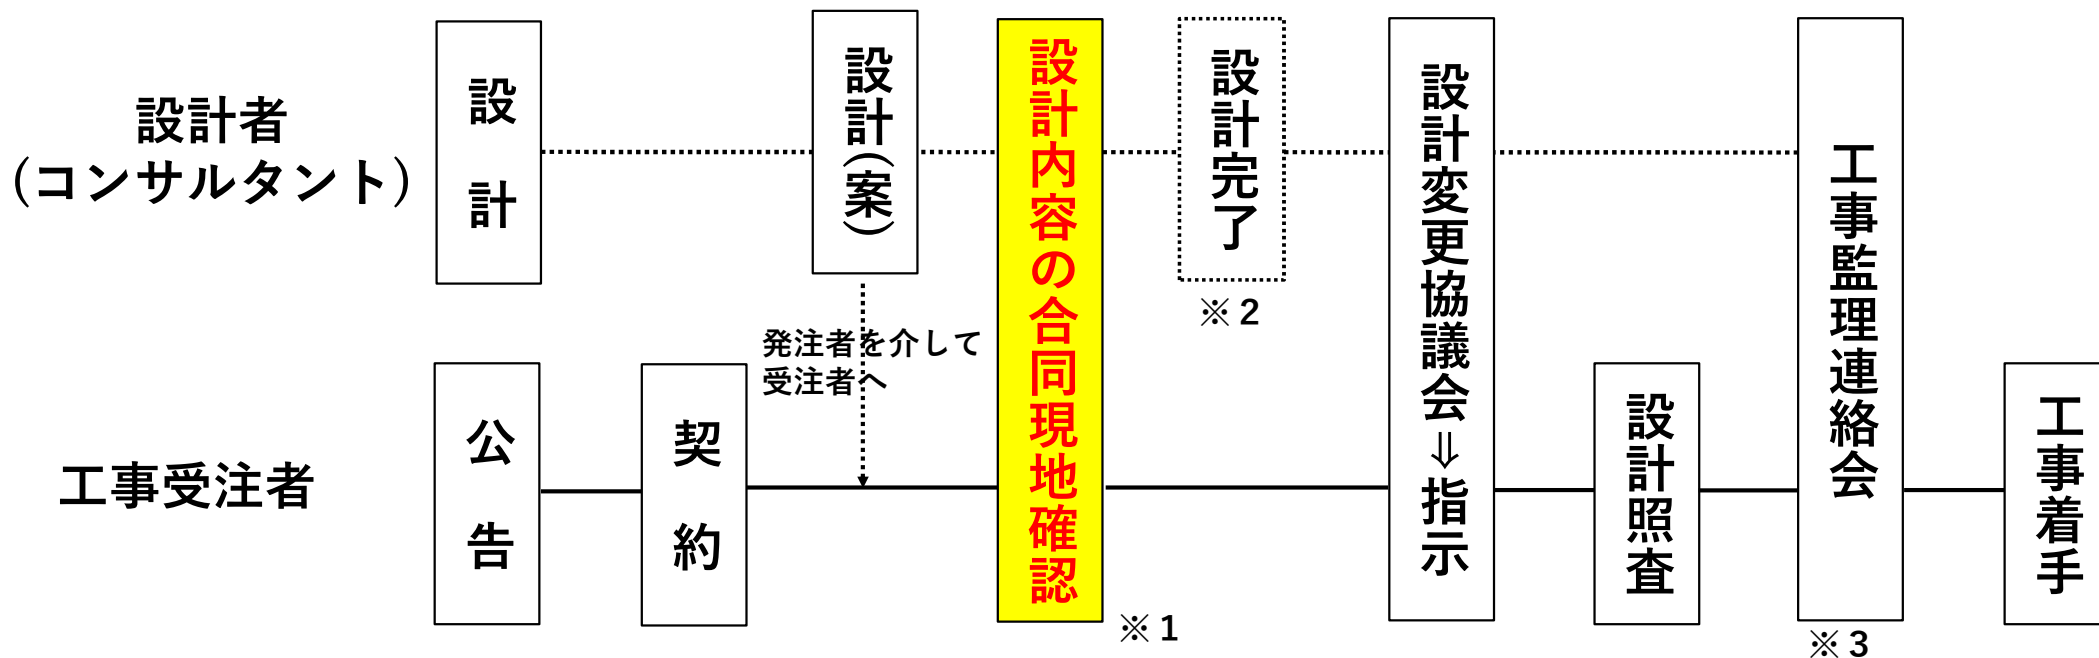 設計者
（コンサルタント）
設計
設計（案）
設計内容の合同現地確認
設計完了
設計変更協議会⇒指示
工事監理連絡会
※２
発注者を介して
受注者へ
工事受注者
公告
契約
設計照査
工事着手
※１
※３